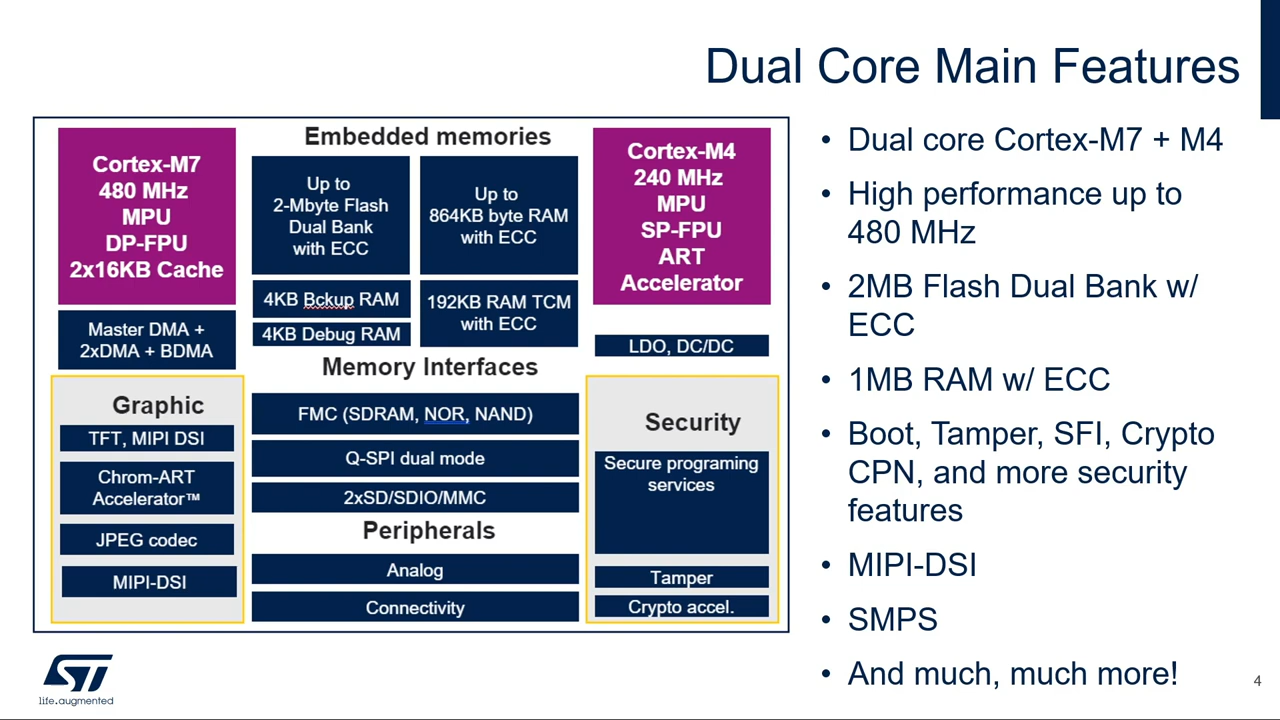 Dual Core Main Features
Cortex-M7
480 MHz
MPU
DP-FPU
2x16KB Cache
Master DMA +
2xDMA + BDMA
Graphic
TFT, MIPI DSI
Chrom-ART
Accelerator™
JPEG codec
MIPI-DSI
Embedded memories
Up to
2-Mbyte Flash
Dual Bank
with ECC
Up to
864KB byte RAM
with ECC
4KB Bckup RAM
4KB Debug RAM
192KB RAM TCM
with ECC
Memory Interfaces
FMC (SDRAM, NOR, NAND)
Q-SPI dual mode
2xSD/SDIO/MMC
Peripherals
Analog
Connectivity
Cortex-M4
240 MHz
MPU
SP-FPU
ART
Accelerator
LDO, DC/DC
Security
Secure programing
services
Tamper
Crypto accel.
• Dual core Cortex-M7 + M4
• High performance up to
480 MHz
• 2MB Flash Dual Bank w/
ECC
• 1MB RAM w/ ECC
• Boot, Tamper, SFI, Crypto
CPN, and more security
features
• MIPI-DSI
• SMPS
• And much, much more!
ST
life.augmented
4